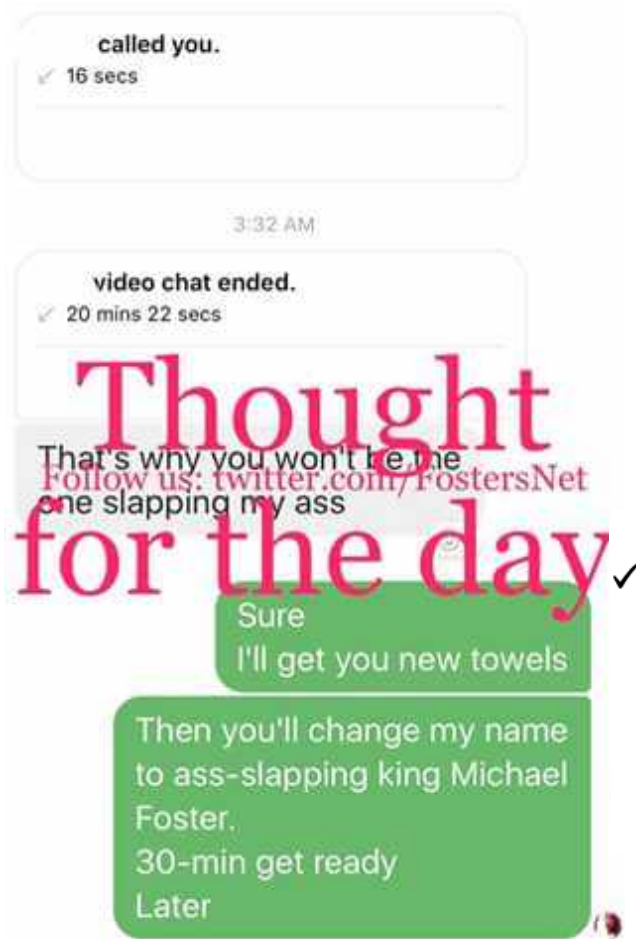 called you.
16 secs
3:32 AM
video chat ended.
20 mins 22 secs
Thought
That's why you won't be the
Follow us: twitter.com/FostersNet
one slapping my ass
for the day
Sure
I'll get you new towels
Then you'll change my name
to ass-slapping king Michael
Foster.
30-min get ready
Later